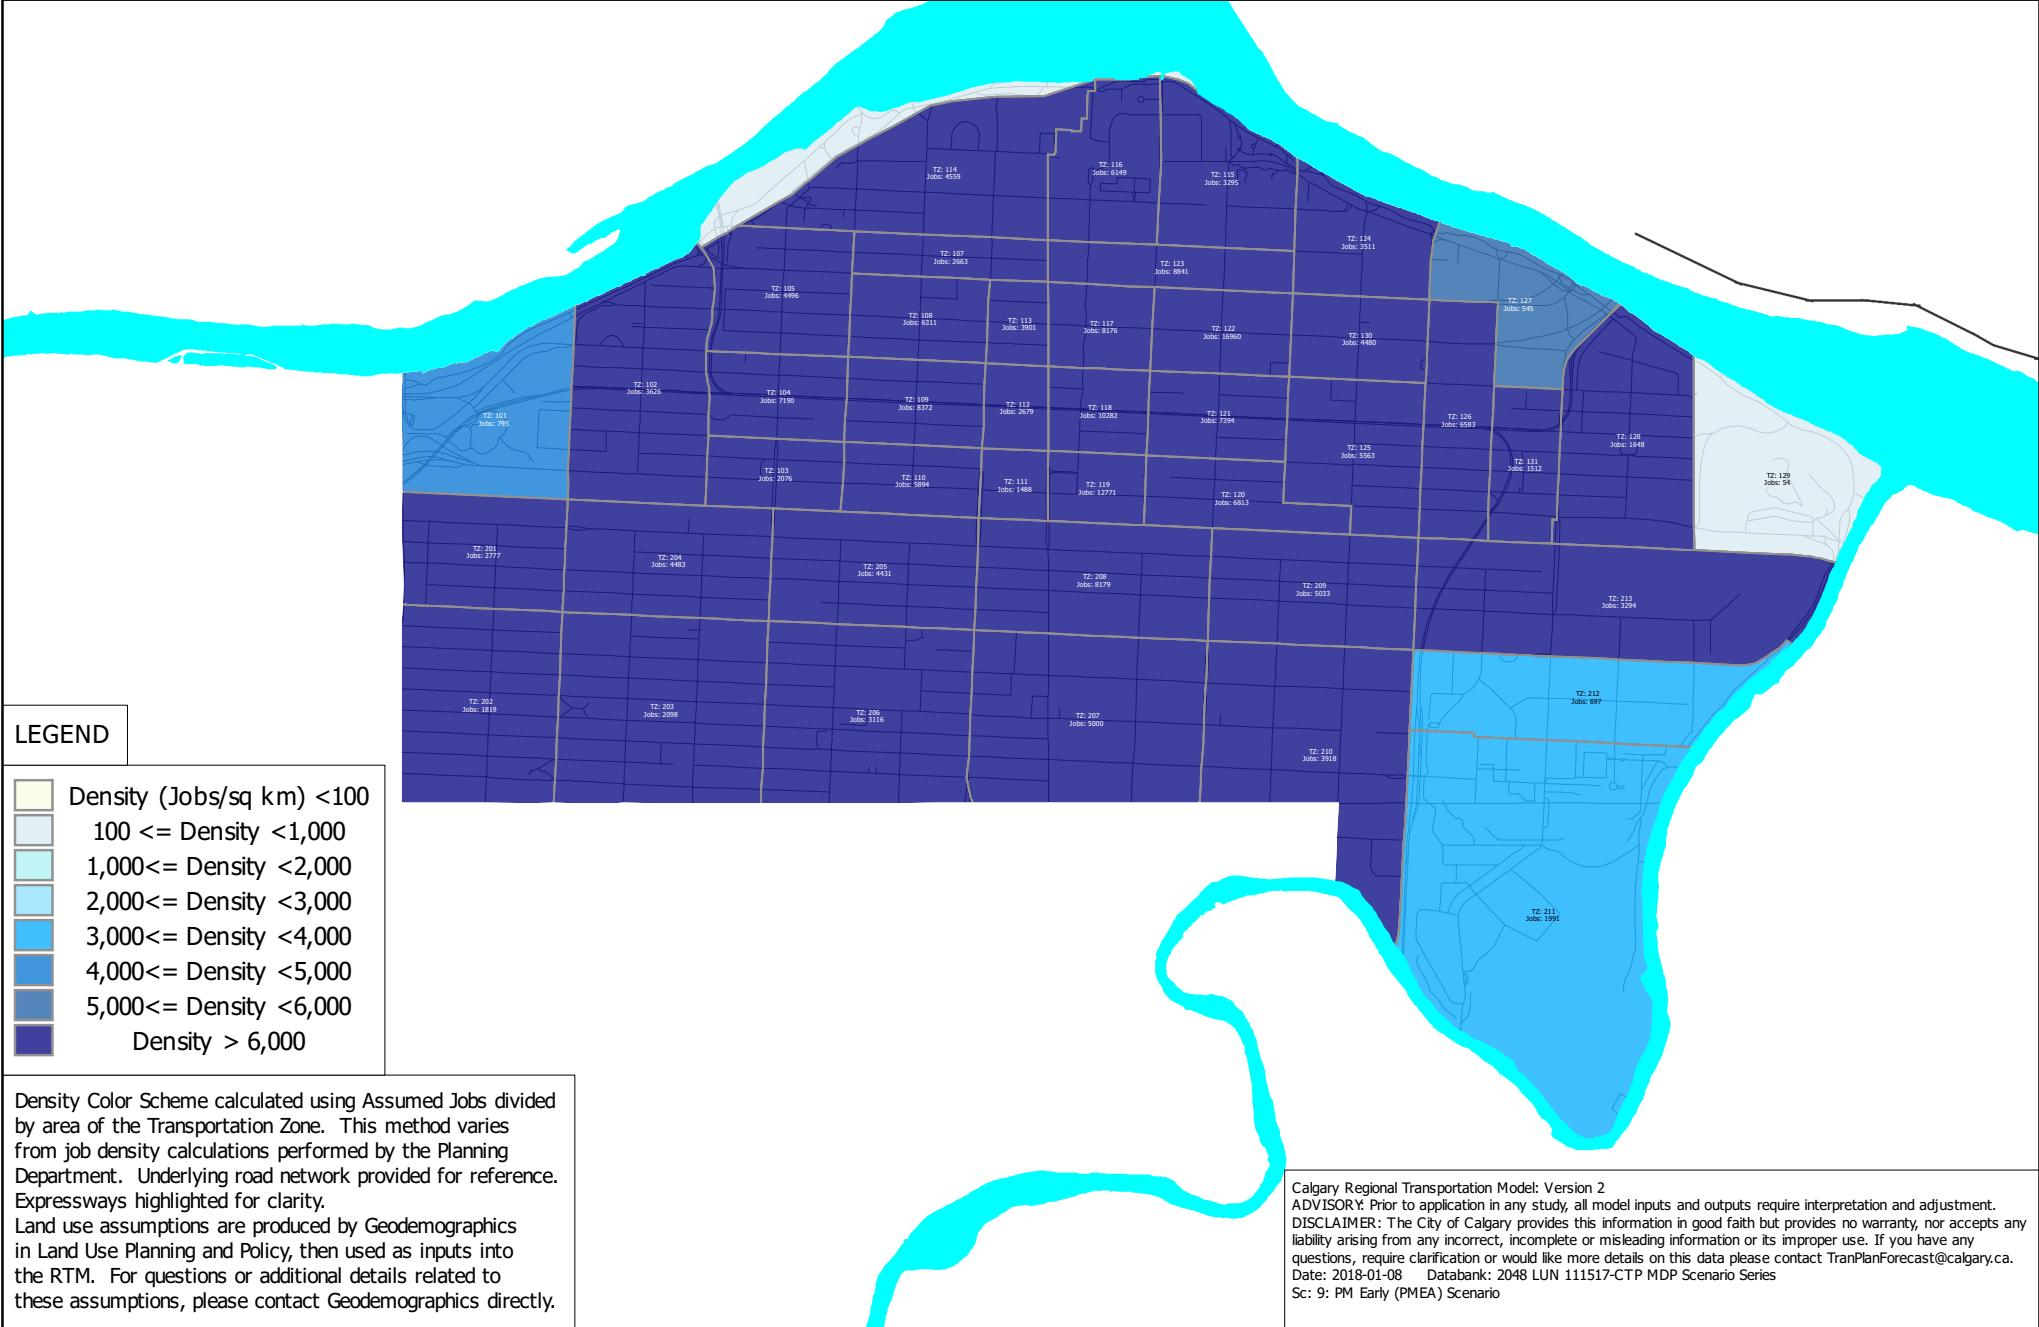 TZ: 114
Jobs: 4559
TZ: 116
Jobs: 6149
TZ: 115
Jobs: 3295
TZ: 124
Jobs: 3511
TZ: 107
Jobs: 2663
TZ: 123
Jobs: 8841
TZ: 105
Jobs: 4496
TZ: 127
Jobs: 545
TZ: 108
Jobs: 6311
TZ: 113
Jobs: 3901
TZ: 117
Jobs: 8176
TZ: 122
Jobs: 16960
TZ: 130
Jobs: 4480
TZ: 102
Jobs: 3626
TZ: 104
Jobs: 7190
TZ: 109
Jobs: 8372
TZ: 112
Jobs: 2679
TZ: 118
Jobs: 10282
TZ: 121
Jobs: 7394
TZ: 126
Jobs: 6583
TZ: 101
Jobs: 795
TZ: 128
Jobs: 1648
TZ: 125
Jobs: 5563
TZ: 131
Jobs: 1512
TZ: 103
Jobs: 2076
TZ: 110
Jobs: 5894
TZ: 111
Jobs: 1488
TZ: 119
Jobs: 12771
TZ: 120
Jobs: 6813
TZ: 129
Jobs: 54
TZ: 201
Jobs: 2777
TZ: 204
Jobs: 4483
TZ: 205
Jobs: 4431
TZ: 208
Jobs: 8179
TZ: 209
Jobs: 5033
TZ: 213
Jobs: 3294
TZ: 202
Jobs: 1819
TZ: 203
Jobs: 2098
TZ: 206
Jobs: 3116
TZ: 207
Jobs: 5000
TZ: 212
Jobs: 697
TZ: 210
Jobs: 3918
TZ: 211
Jobs: 1991
LEGEND
Density (Jobs/sq km) <100
100 <= Density <1,000
1,000<= Density <2,000
2,000<= Density <3,000
3,000<= Density <4,000
4,000<= Density <5,000
5,000<= Density <6,000
Density > 6,000
Density Color Scheme calculated using Assumed Jobs divided
by area of the Transportation Zone. This method varies
from job density calculations performed by the Planning
Department. Underlying road network provided for reference.
Expressways highlighted for clarity.
Land use assumptions are produced by Geodemographics
in Land Use Planning and Policy, then used as inputs into
the RTM. For questions or additional details related to
these assumptions, please contact Geodemographics directly.
Calgary Regional Transportation Model: Version 2
ADVISORY: Prior to application in any study, all model inputs and outputs require interpretation and adjustment.
DISCLAIMER: The City of Calgary provides this information in good faith but provides no warranty, nor accepts any
liability arising from any incorrect, incomplete or misleading information or its improper use. If you have any
questions, require clarification or would like more details on this data please contact TranPlanForecast@calgary.ca.
Date: 2018-01-08 Databank: 2048 LUN 111517-CTP MDP Scenario Series
Sc: 9: PM Early (PMEA) Scenario